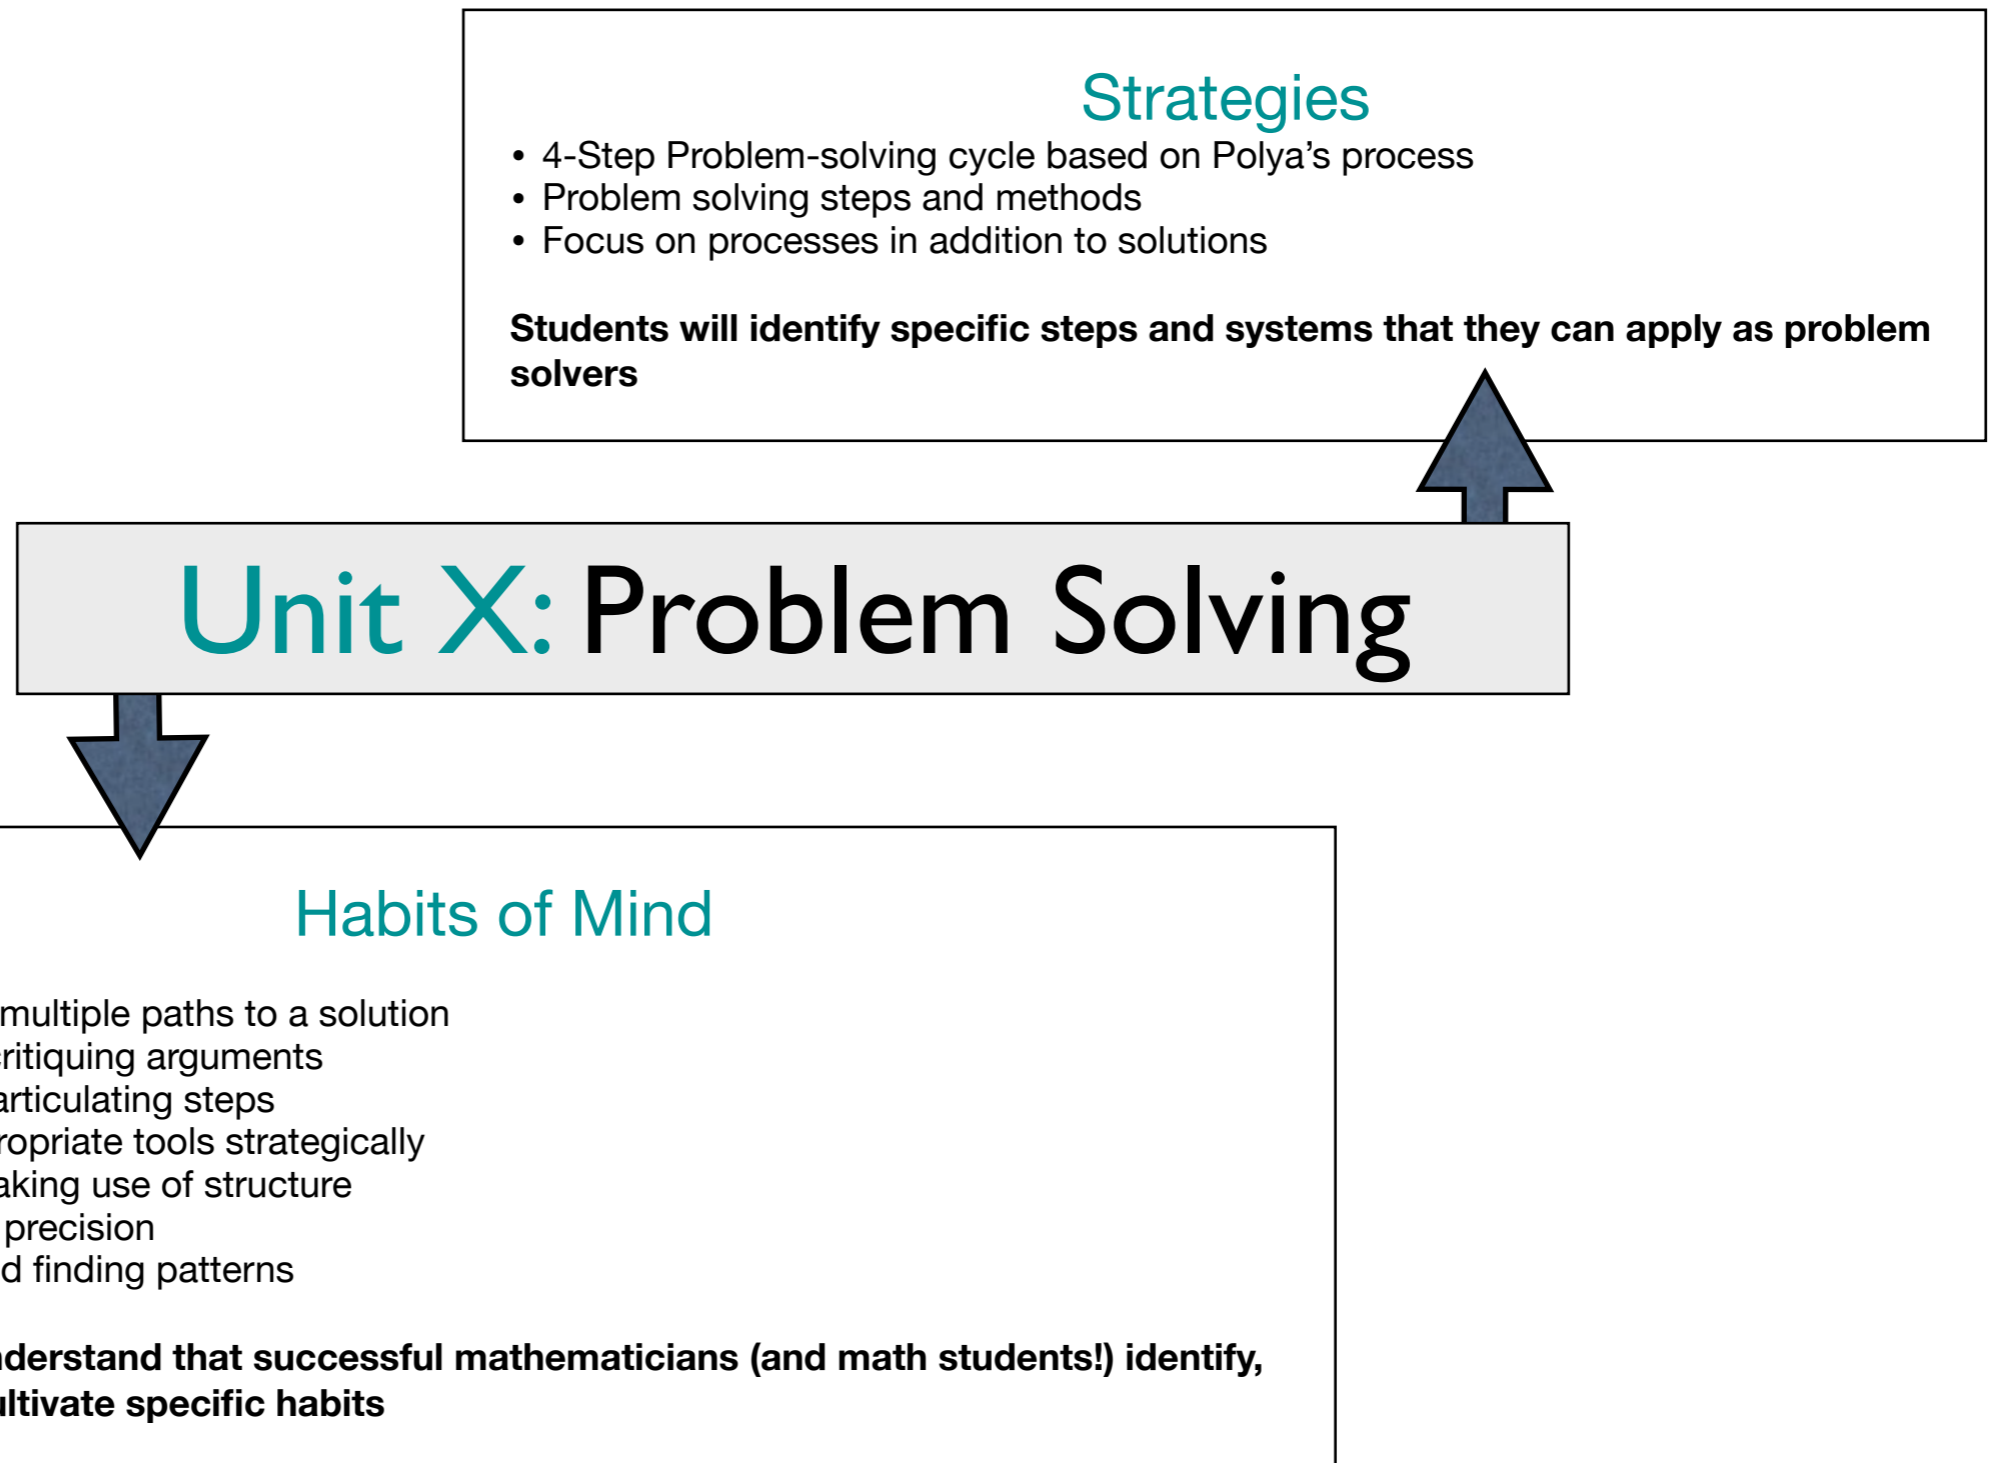 Strategies
• 4-Step Problem-solving cycle based on Polya's process
• Problem solving steps and methods
• Focus on processes in addition to solutions
Students will identify specific steps and systems that they can apply as problem
solvers
Unit X: Problem Solving
Habits of Mind
multiple paths to a solution
critiquing arguments
articulating steps
ropriate tools strategically
aking use of structure
precision
d finding patterns
nderstand that successful mathematicians (and math students!) identify,
ultivate specific habits